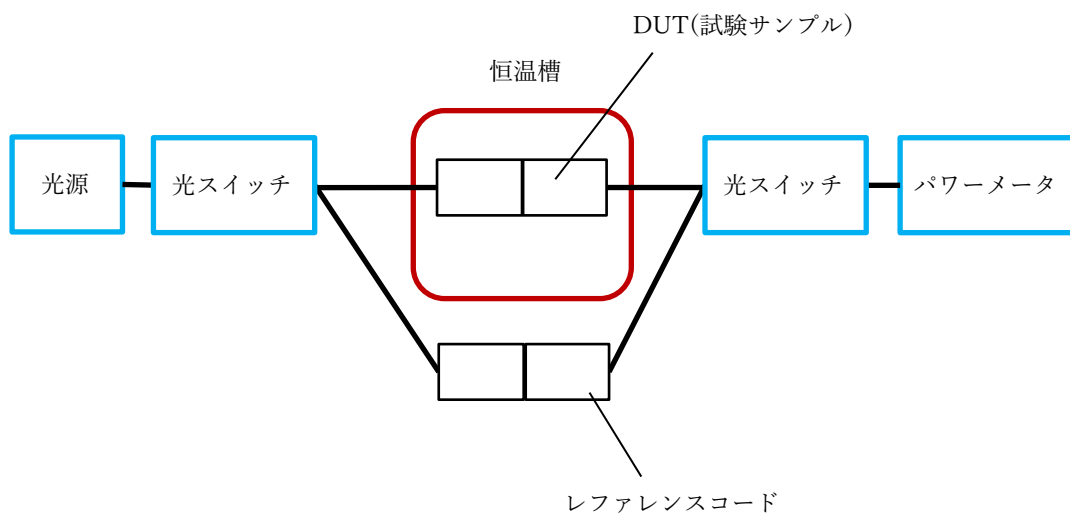 DUT(試験サンプル)
恒温槽
光源
光スイッチ
光スイッチ
パワーメータ
レファレンスコード